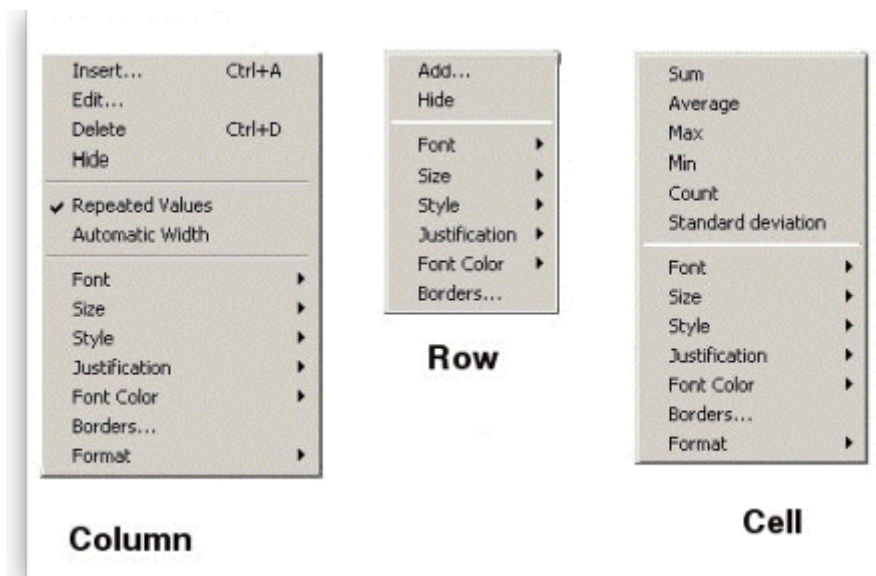 Insert... Ctrl+A
Edit...
Delete Ctrl+D
Hide
Repeated Values
Automatic Width
Font
Size
Style
Justification
Font Color
Borders...
Format
Column
Add...
Hide
Font
Size
Style
Justification
Font Color
Borders...
Row
Sum
Average
Max
Min
Count
Standard deviation
Font
Size
Style
Justification
Font Color
Borders...
Format
Cell